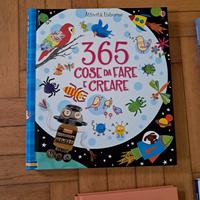 Attività Usborne
365
COSE DA FARE
E CREARE